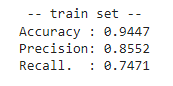 -- train set --
Accuracy : 0.9447
Precision: 0.8552
Recall.  : 0.7471